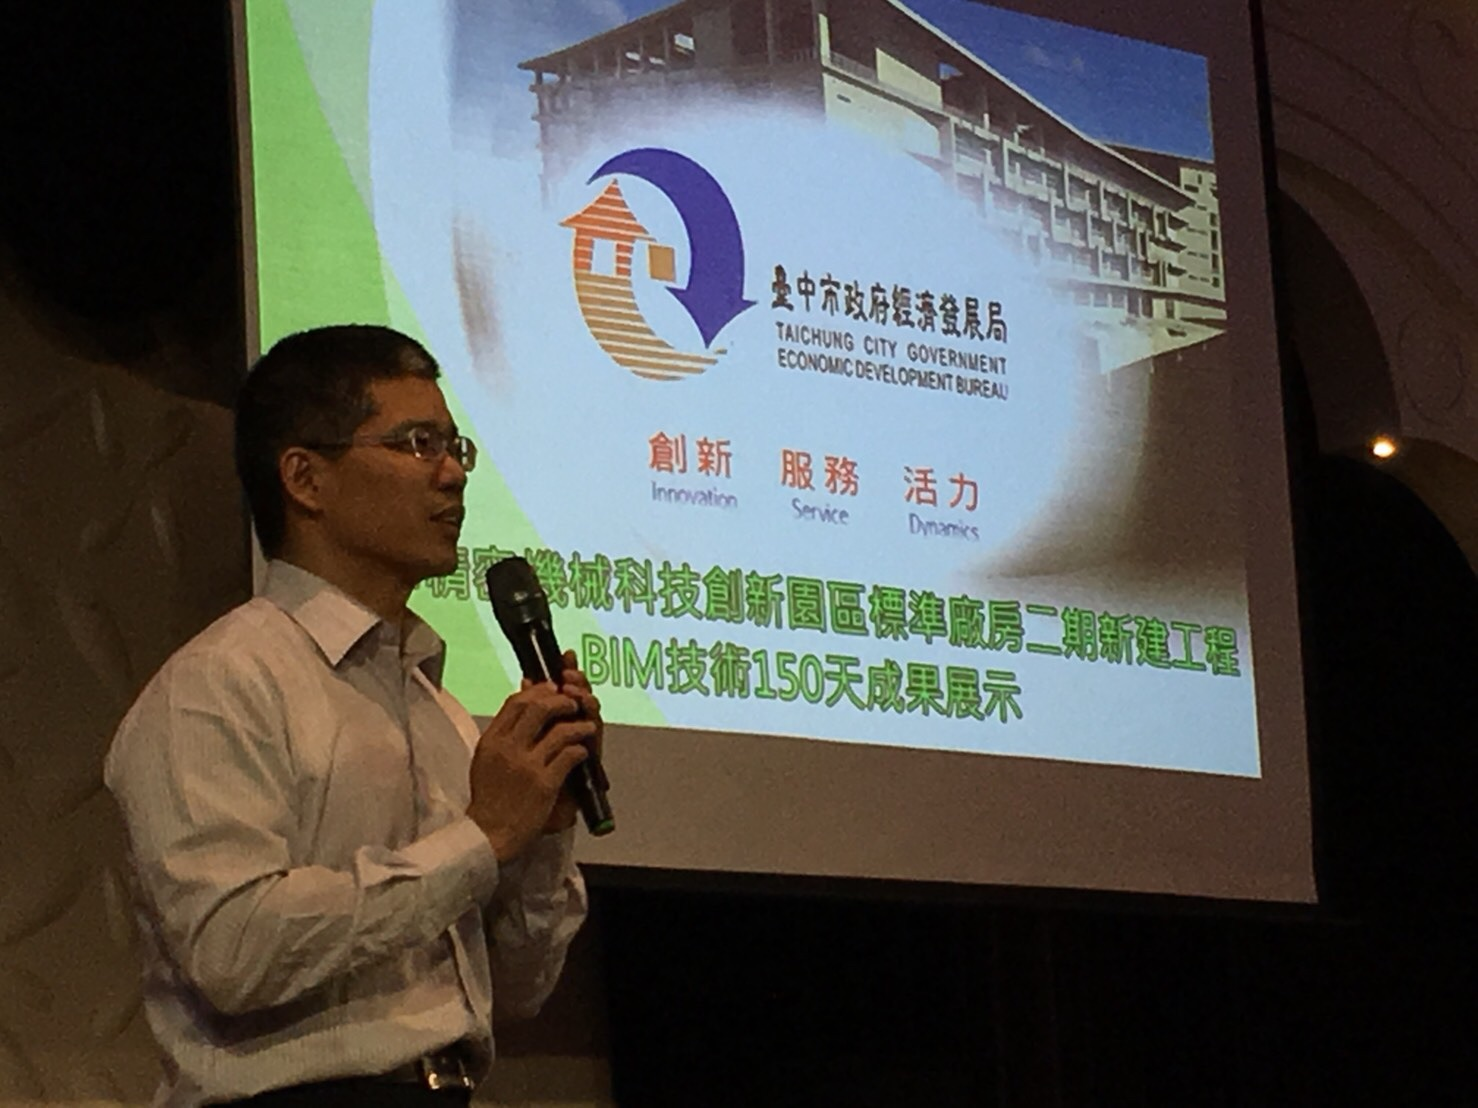 臺中市政府經濟發展局
TAICHUNG CITY GOVERNMENT
ECONOMIC DEVELOPMENT BUREAU
創新 服務 活力
Innovation Service Dynamics
精密機械科技創新園區標準廠房二期新建工程
BIM技術150天成果展示